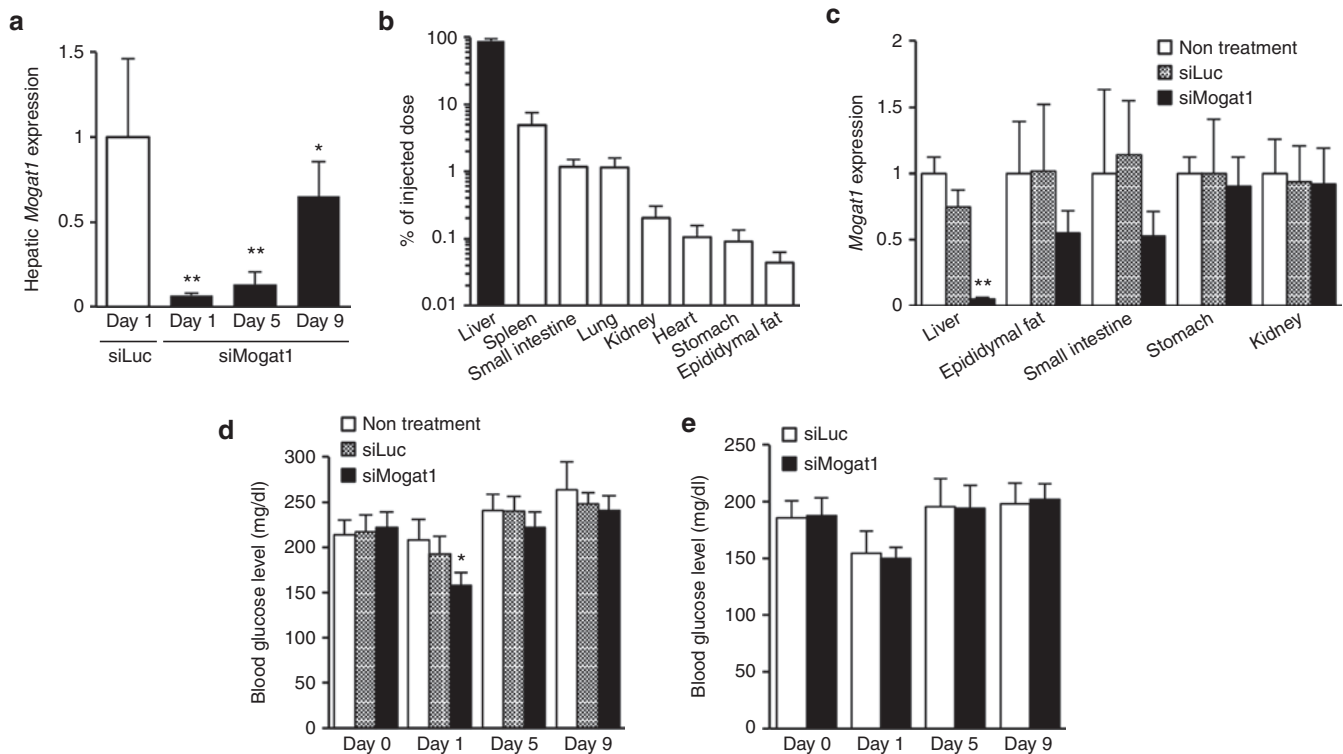 a
Hepatic Mogat1 expression
1.5
1
0.5
0
**
**
*
Day 1 Day 1 Day 5 Day 9
siLuc siMogat1
b
% of injected dose
100
10
1
0.1
0.01
Liver
Spleen
Small intestine
Lung
Kidney
Heart
Stomach
Epididymal fat
c
Non treatment
siLuc
siMogat1
Mogat1 expression
2
1.5
1
0.5
0
**
Liver
Epididymal fat
Small intestine
Stomach
Kidney
d
Non treatment
siLuc
siMogat1
Blood glucose level (mg/dl)
300
250
200
150
100
50
0
*
Day 0 Day 1 Day 5 Day 9
e
siLuc
siMogat1
Blood glucose level (mg/dl)
250
200
150
100
50
0
Day 0 Day 1 Day 5 Day 9